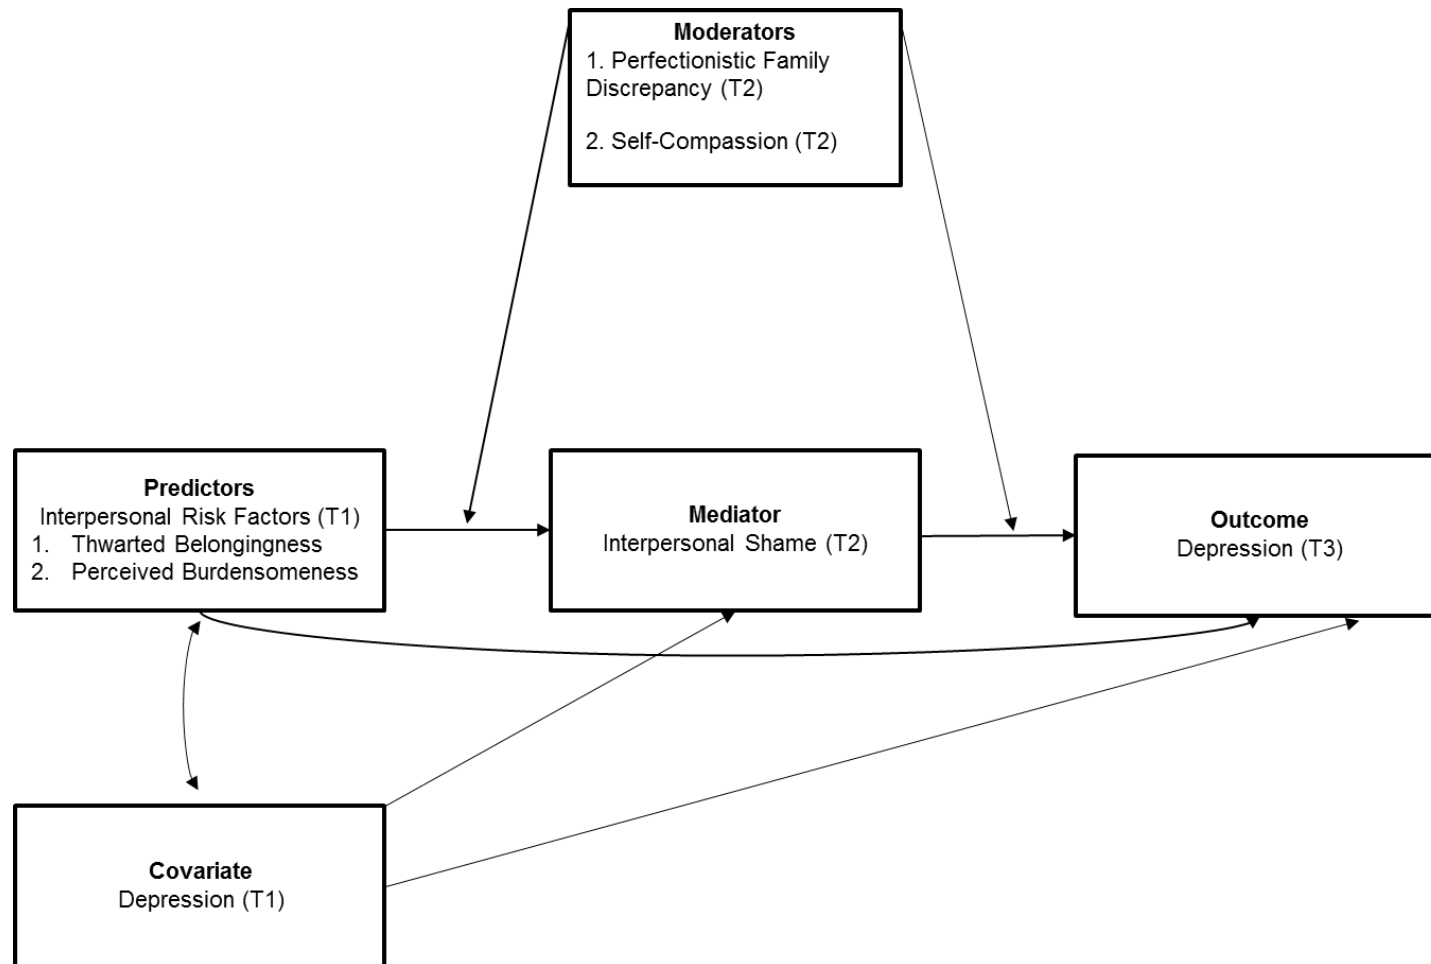 Moderators
1. Perfectionistic Family
Discrepancy (T2)
2. Self-Compassion (T2)
Predictors
Interpersonal Risk Factors (T1)
1. Thwarted Belongingness
2. Perceived Burdensomeness
Mediator
Interpersonal Shame (T2)
Outcome
Depression (T3)
Covariate
Depression (T1)